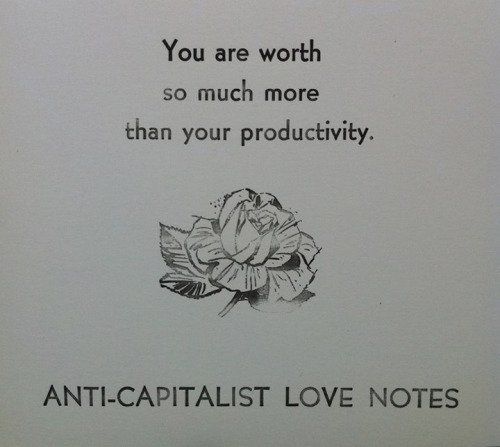 You are worth
so much more
than your productivity.
ANTI-CAPITALIST LOVE NOTES